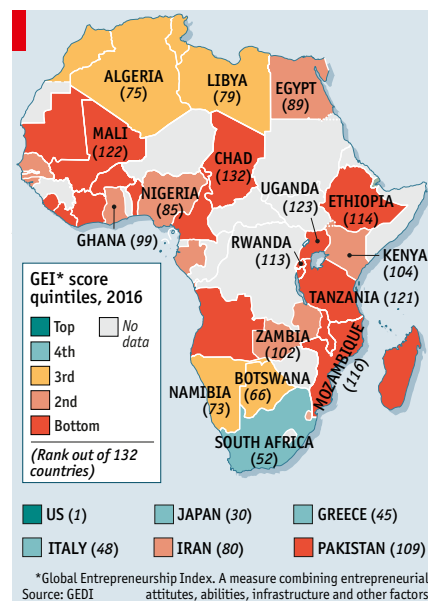 ALGERIA
(75)
LIBYA
(79)
EGYPT
(89)
MALI
(122)
CHAD
(132)
NIGERIA
(85)
UGANDA
(123)
ETHIOPIA
(114)
GHANA (99)
RWANDA
(113)
KENYA
(104)
TANZANIA (121)
GEI* score
quintiles, 2016
Top
No
data
4th
3rd
2nd
Bottom
(Rank out of 132
countries)
ZAMBIA
(102)
MOZAMBIQUE
(116)
NAMIBIA
(73)
BOTSWANA
(66)
SOUTH AFRICA
(52)
US (1) JAPAN (30) GREECE (45)
ITALY (48) IRAN (80) PAKISTAN (109)
*Global Entrepreneurship Index. A measure combining entrepreneurial
Source: GEDI attitutes, abilities, infrastructure and other factors